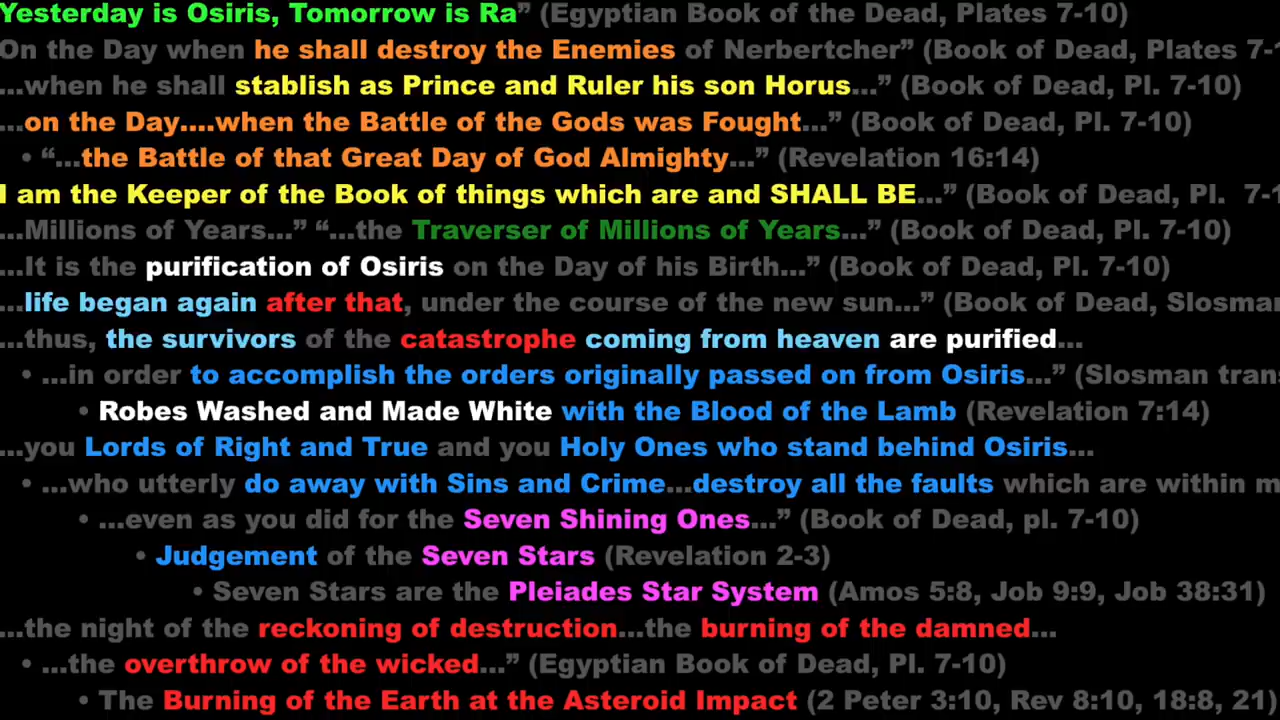 Yesterday is Osiris, Tomorrow is Ra” (Egyptian Book of the Dead, Plates 7-10)
On the Day when he shall destroy the Enemies of Nerbertcher” (Book of Dead, Plates 7-1
...when he shall stablish as Prince and Ruler his son Horus...” (Book of Dead, Pl. 7-10)
...on the Day....when the Battle of the Gods was Fought...” (Book of Dead, Pl. 7-10)
• “...the Battle of that Great Day of God Almighty...” (Revelation 16:14)
I am the Keeper of the Book of things which are and SHALL BE...” (Book of Dead, Pl. 7-1
...Millions of Years...” “...the Traverser of Millions of Years...” (Book of Dead, Pl. 7-10)
...It is the purification of Osiris on the Day of his Birth...” (Book of Dead, Pl. 7-10)
...life began again after that, under the course of the new sun...” (Book of Dead, Slosman
...thus, the survivors of the catastrophe coming from heaven are purified...
• ...in order to accomplish the orders originally passed on from Osiris...” (Slosman trans
• Robes Washed and Made White with the Blood of the Lamb (Revelation 7:14)
...you Lords of Right and True and you Holy Ones who stand behind Osiris...
• ...who utterly do away with Sins and Crime...destroy all the faults which are within m
• ...even as you did for the Seven Shining Ones...” (Book of Dead, pl. 7-10)
• Judgement of the Seven Stars (Revelation 2-3)
• Seven Stars are the Pleiades Star System (Amos 5:8, Job 9:9, Job 38:31)
...the night of the reckoning of destruction...the burning of the damned...
• ...the overthrow of the wicked...” (Egyptian Book of Dead, Pl. 7-10)
• The Burning of the Earth at the Asteroid Impact (2 Peter 3:10, Rev 8:10, 18:8, 21)